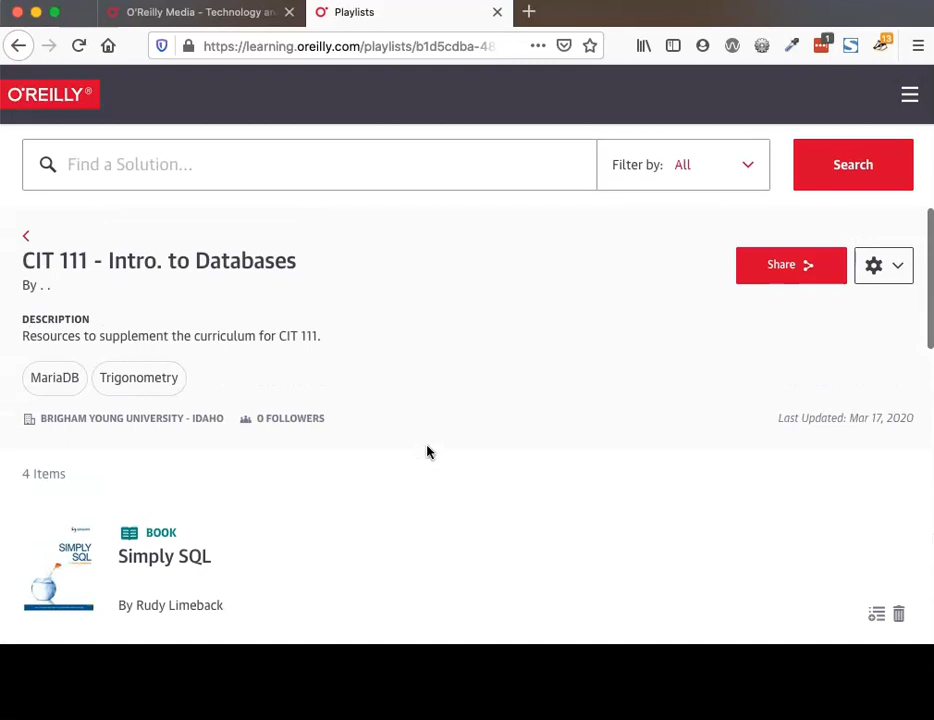 O'Reilly Media - Technology an
Playlists
https://learning.oreilly.com/playlists/b1d5cdba-48
1
13
O'REILLY®
Find a Solution...
Filter by: All
Search
CIT 111 - Intro. to Databases
By . .
Share
DESCRIPTION
Resources to supplement the curriculum for CIT 111.
MariaDB
Trigonometry
BRIGHAM YOUNG UNIVERSITY - IDAHO
0 FOLLOWERS
Last Updated: Mar 17, 2020
4 Items
SIMPLY
SQL
BOOK
Simply SQL
By Rudy Limeback